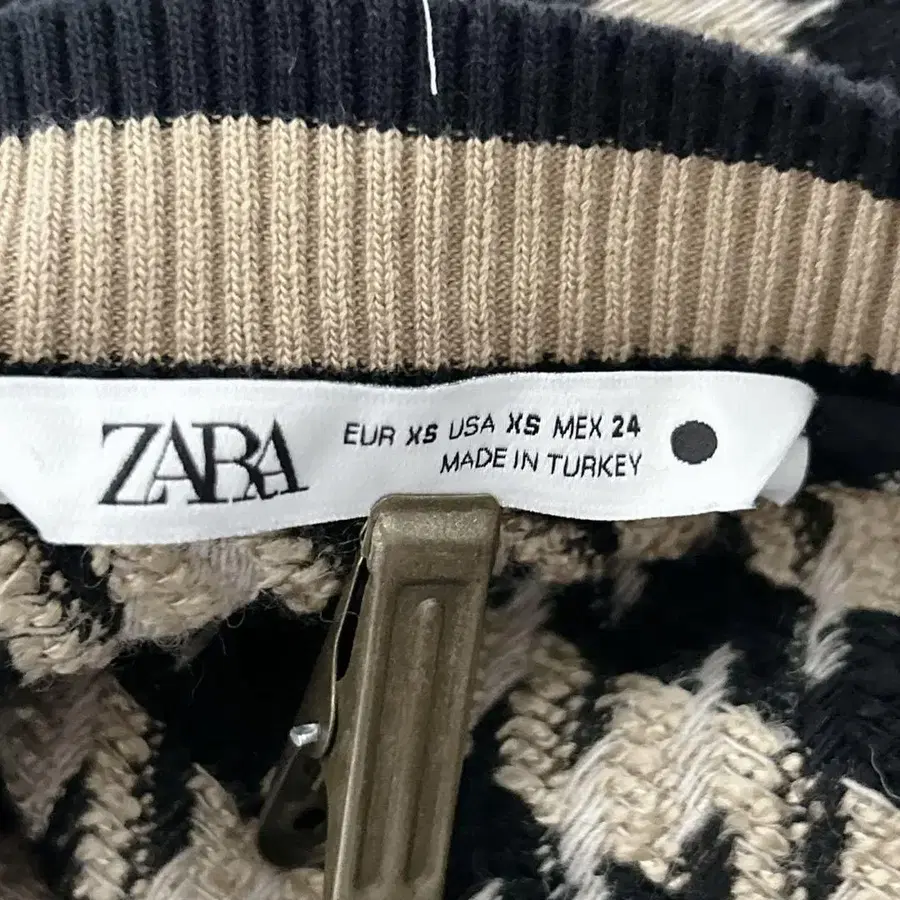 ZARA
EUR XS USA XS MEX 24
MADE IN TURKEY